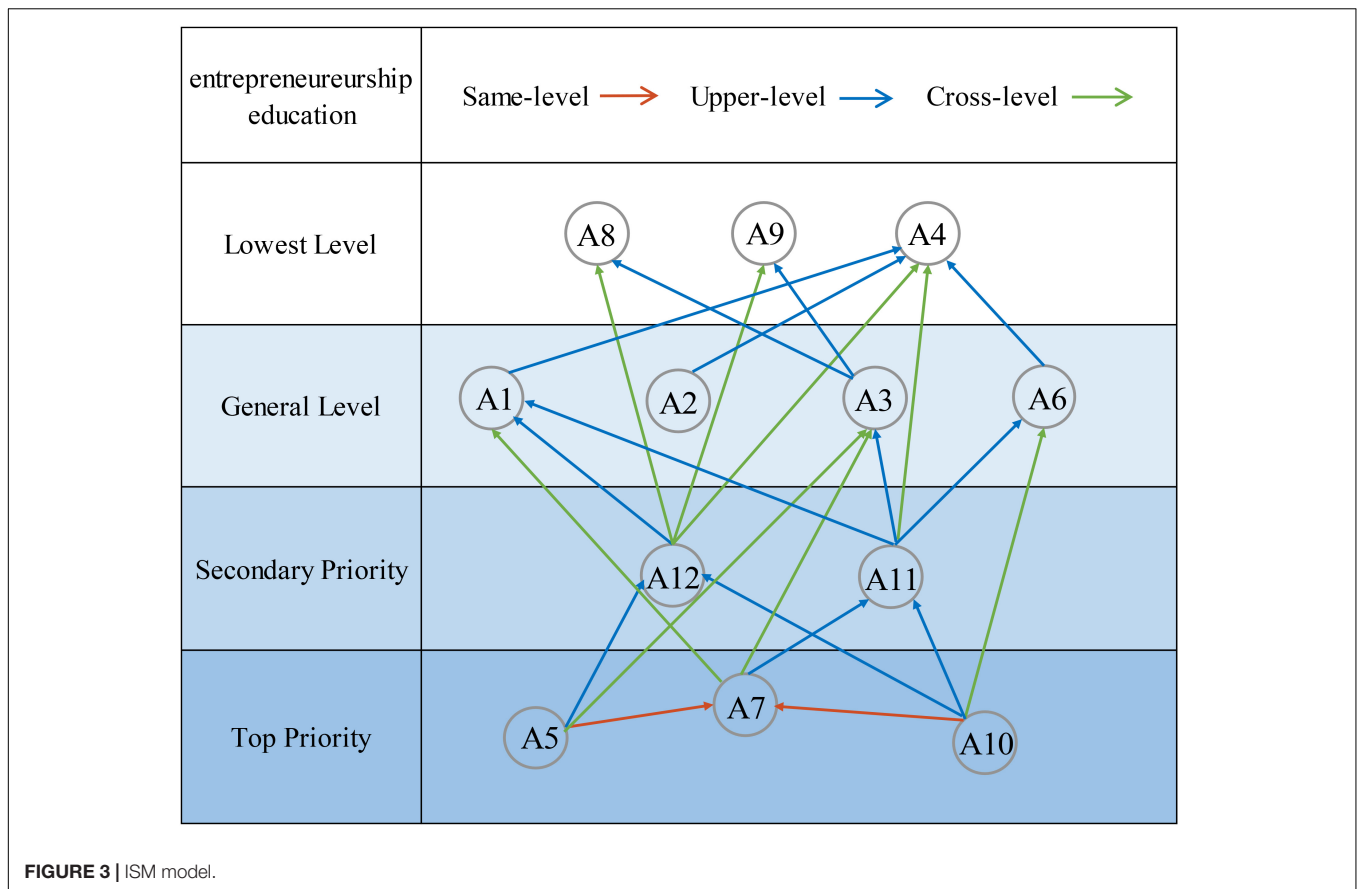 entrepreneureurship
education
Same-level
Upper-level
Cross-level
Lowest Level
A8
A9
A4
General Level
A1
A2
A3
A6
Secondary Priority
A12
A11
Top Priority
A5
A7
A10
FIGURE 3 | ISM model.